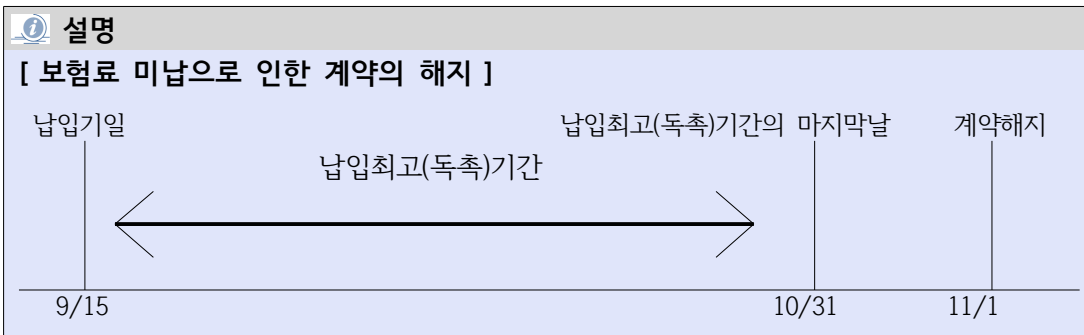 설명
[ 보험료 미납으로 인한 계약의 해지 ]
납입기일 납입최고(독촉)기간의 마지막날 계약해지
납입최고(독촉)기간
9/15 10/31 11/1